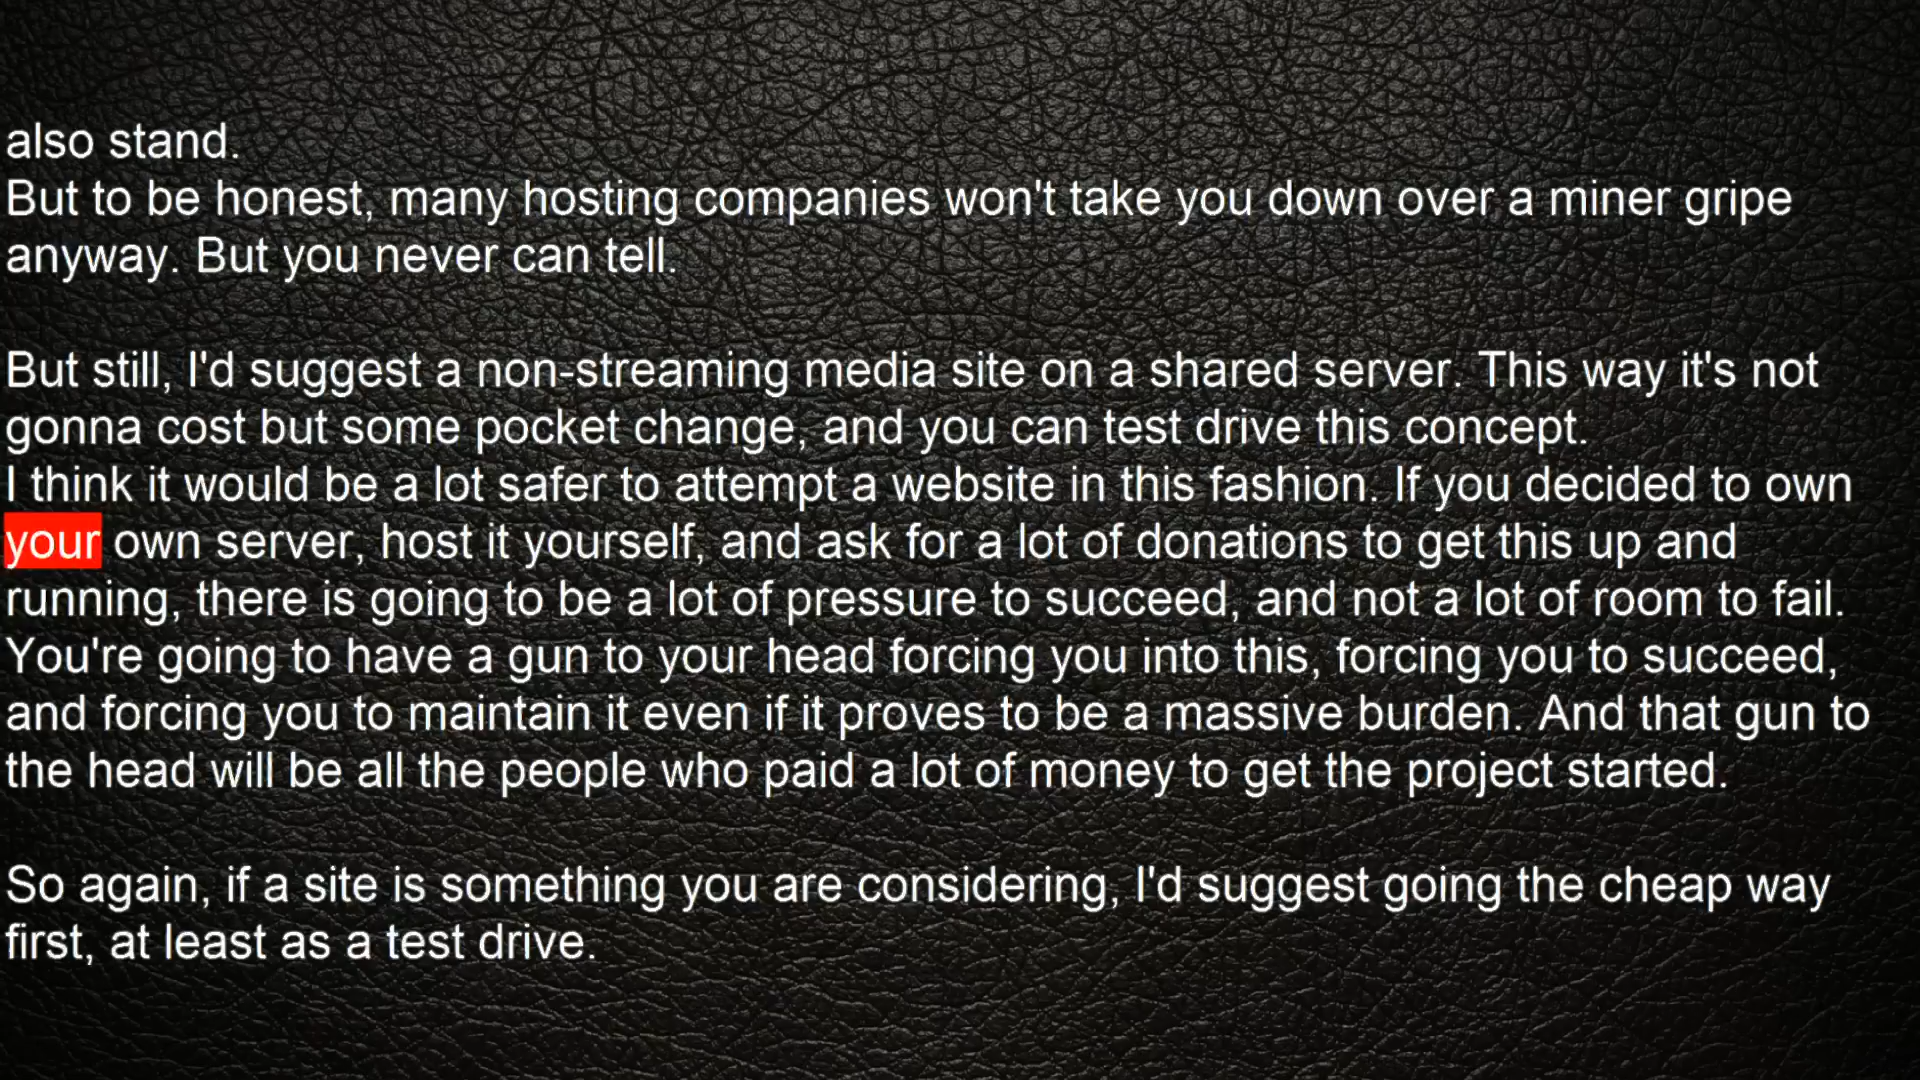 also stand.
But to be honest, many hosting companies won't take you down over a miner gripe
anyway. But you never can tell.
But still, I'd suggest a non-streaming media site on a shared server. This way it's not
gonna cost but some pocket change, and you can test drive this concept.
I think it would be a lot safer to attempt a website in this fashion. If you decided to own
your own server, host it yourself, and ask for a lot of donations to get this up and
running, there is going to be a lot of pressure to succeed, and not a lot of room to fail.
You're going to have a gun to your head forcing you into this, forcing you to succeed,
and forcing you to maintain it even if it proves to be a massive burden. And that gun to
the head will be all the people who paid a lot of money to get the project started.
So again, if a site is something you are considering, I'd suggest going the cheap way
first, at least as a test drive.